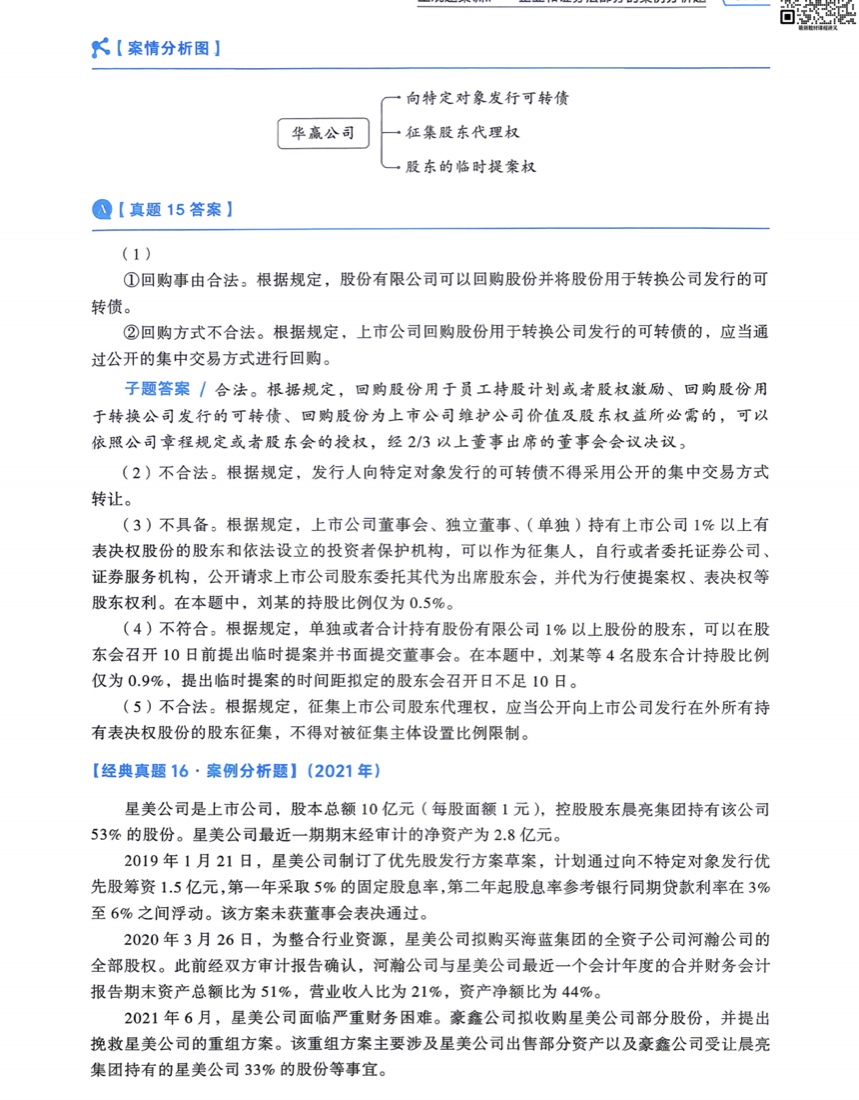 【案情分析图】
向特定对象发行可转债
华赢公司
征集股东代理权
股东的临时提案权
【真题 15 答案】
（1）
①回购事由合法。根据规定，股份有限公司可以回购股份并将股份用于转换公司发行的可
转债。
②回购方式不合法。根据规定，上市公司回购股份用于转换公司发行的可转债的，应当通
过公开的集中交易方式进行回购。
子题答案 / 合法。根据规定，回购股份用于员工持股计划或者股权激励、回购股份用
于转换公司发行的可转债、回购股份为上市公司维护公司价值及股东权益所必需的，可以
依照公司章程规定或者股东会的授权，经 2/3 以上董事出席的董事会会议决议。
（2）不合法。根据规定，发行人向特定对象发行的可转债不得采用公开的集中交易方式
转让。
（3）不具备。根据规定，上市公司董事会、独立董事、（单独）持有上市公司 1% 以上有
表决权股份的股东和依法设立的投资者保护机构，可以作为征集人，自行或者委托证券公司、
证券服务机构，公开请求上市公司股东委托其代为出席股东会，并代为行使提案权、表决权等
股东权利。在本题中，刘某的持股比例仅为 0.5%。
（4）不符合。根据规定，单独或者合计持有股份有限公司 1% 以上股份的股东，可以在股
东会召开 10 日前提出临时提案并书面提交董事会。在本题中，刘某等 4 名股东合计持股比例
仅为 0.9%，提出临时提案的时间距拟定的股东会召开日不足 10 日。
（5）不合法。根据规定，征集上市公司股东代理权，应当公开向上市公司发行在外所有持
有表决权股份的股东征集，不得对被征集主体设置比例限制。
【经典真题 16 · 案例分析题】（2021 年）
星美公司是上市公司，股本总额 10 亿元（每股面额 1 元），控股股东晨亮集团持有该公司
53% 的股份。星美公司最近一期期末经审计的净资产为 2.8 亿元。
2019 年 1 月 21 日，星美公司制订了优先股发行方案草案，计划通过向不特定对象发行优
先股筹资 1.5 亿元，第一年采取 5% 的固定股息率，第二年起股息率参考银行同期贷款利率在 3%
至 6% 之间浮动。该方案未获董事会表决通过。
2020 年 3 月 26 日，为整合行业资源，星美公司拟购买海蓝集团的全资子公司河瀚公司的
全部股权。此前经双方审计报告确认，河瀚公司与星美公司最近一个会计年度的合并财务会计
报告期末资产总额比为 51%，营业收入比为 21%，资产净额比为 44%。
2021 年 6 月，星美公司面临严重财务困难。豪鑫公司拟收购星美公司部分股份，并提出
挽救星美公司的重组方案。该重组方案主要涉及星美公司出售部分资产以及豪鑫公司受让晨亮
集团持有的星美公司 33% 的股份等事宜。